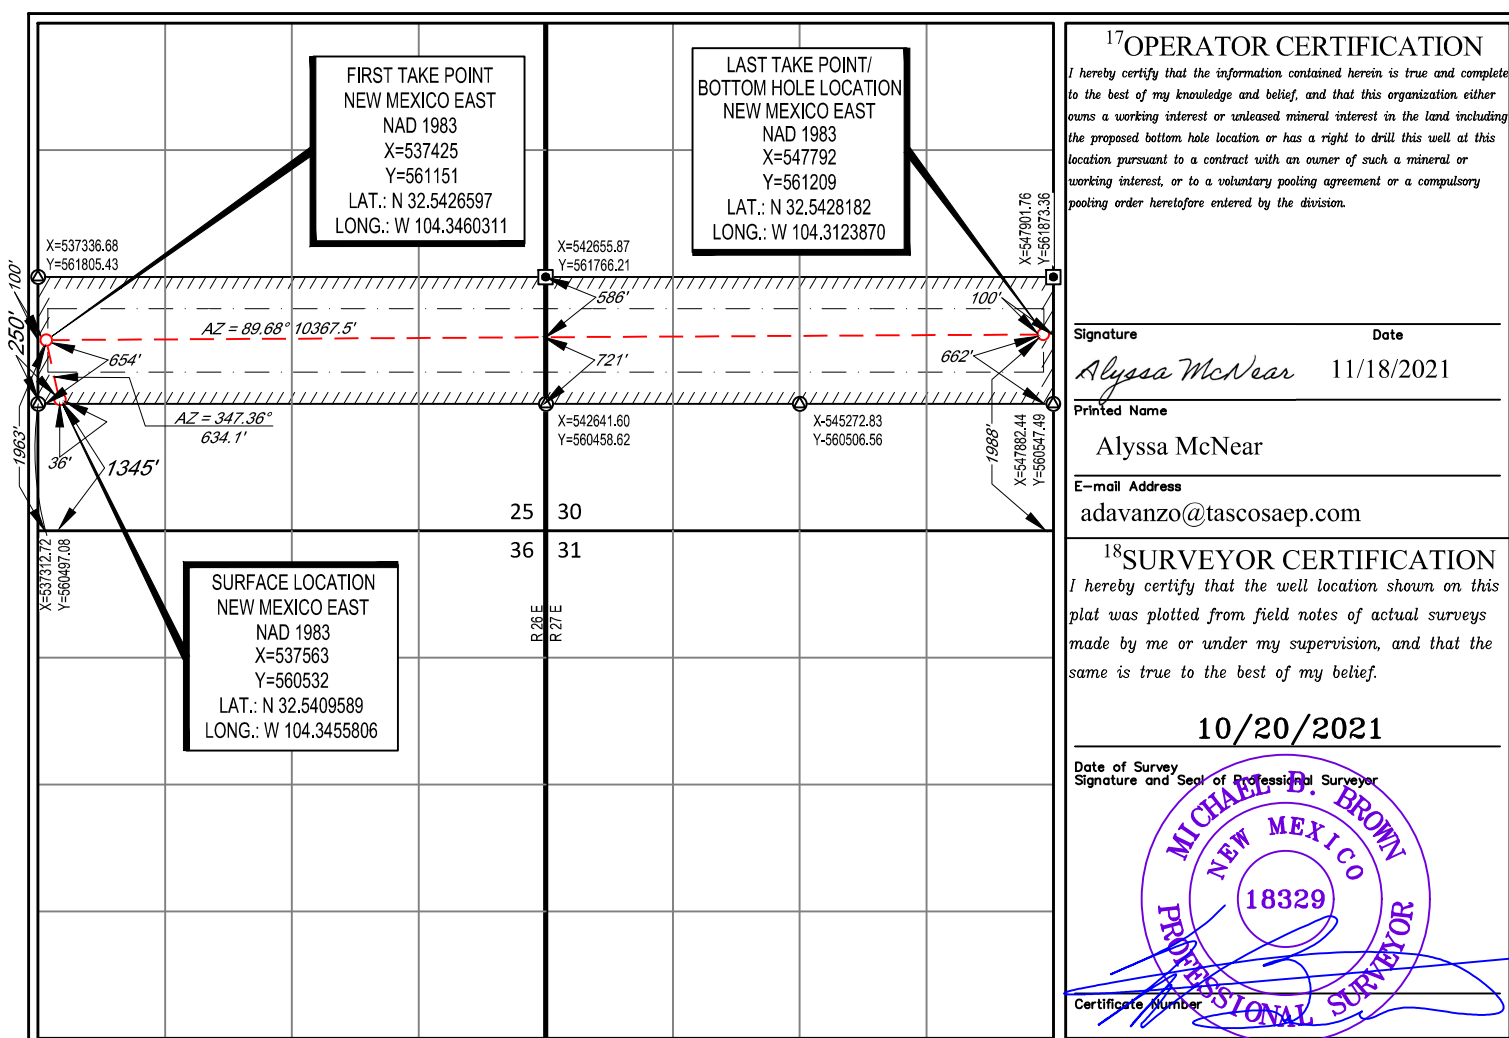 FIRST TAKE POINT
NEW MEXICO EAST
NAD 1983
X=537425
Y=561151
LAT.: N 32.5426597
LONG.: W 104.3460311
LAST TAKE POINT/
BOTTOM HOLE LOCATION
NEW MEXICO EAST
NAD 1983
X=547792
Y=561209
LAT.: N 32.5428182
LONG.: W 104.3123870
X=537336.68
Y=561805.43
X=542655.87
Y=561766.21
X=547901.76
Y=561873.36
100'
250'
AZ = 89.68° 10367.5'
586'
100'
654'
721'
662'
AZ = 347.36°
634.1'
X=542641.60
Y=560458.62
X-545272.83
Y-560506.56
1963'
36'
1345'
1988'
X=547882.44
Y=560547.49
25 30
36 31
X=537312.72
Y=560497.08
R 26 E
R 27 E
SURFACE LOCATION
NEW MEXICO EAST
NAD 1983
X=537563
Y=560532
LAT.: N 32.5409589
LONG.: W 104.3455806
17OPERATOR CERTIFICATION
I hereby certify that the information contained herein is true and complete
to the best of my knowledge and belief, and that this organization either
owns a working interest or unleased mineral interest in the land including
the proposed bottom hole location or has a right to drill this well at this
location pursuant to a contract with an owner of such a mineral or
working interest, or to a voluntary pooling agreement or a compulsory
pooling order heretofore entered by the division.
Signature Date
Alyssa McNear 11/18/2021
Printed Name
Alyssa McNear
E-mail Address
adavanzo@tascosaep.com
18SURVEYOR CERTIFICATION
I hereby certify that the well location shown on this
plat was plotted from field notes of actual surveys
made by me or under my supervision, and that the
same is true to the best of my belief.
10/20/2021
Date of Survey
Signature and Seal of Professional Surveyor
MICHAEL B. BROWN
NEW MEXICO
18329
PROFESSIONAL SURVEYOR
Certificate Number